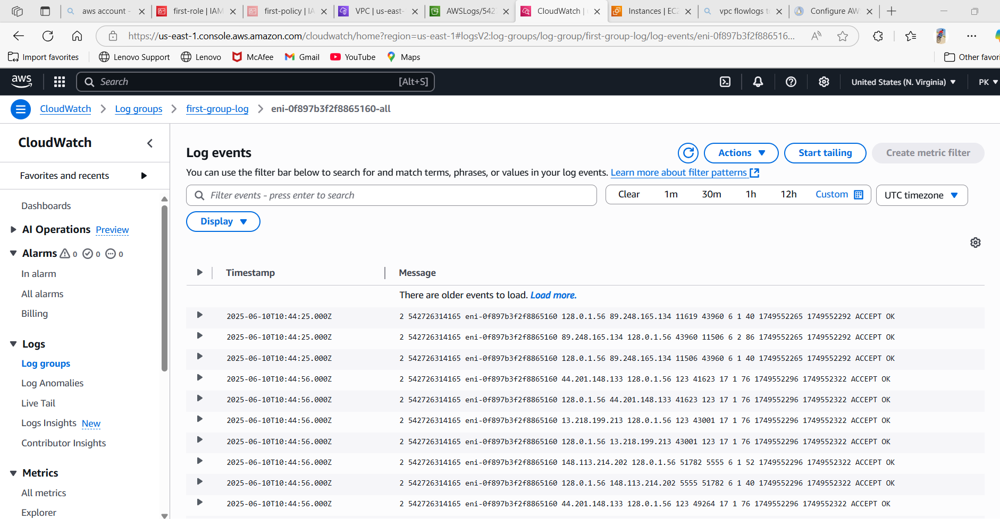 aws account -
first-role | IAM
first-policy | IA
VPC | us-east-
AWSLogs/542
CloudWatch |
Instances | EC2
vpc flowlogs t
Configure AW
https://us-east-1.console.aws.amazon.com/cloudwatch/home?region=us-east-1#logsV2:log-groups/log-group/first-group-log/log-events/eni-0f897b3f2f886516...
Import favorites
Lenovo Support
Lenovo
McAfee
Gmail
YouTube
Maps
Other favori
aws
Search
[Alt+S]
United States (N. Virginia)
PK
CloudWatch
Log groups
first-group-log
eni-0f897b3f2f8865160-all
CloudWatch
Favorites and recents
Dashboards
AI Operations Preview
Alarms 0 0 0
In alarm
All alarms
Billing
Logs
Log groups
Log Anomalies
Live Tail
Logs Insights New
Contributor Insights
Metrics
All metrics
Explorer
Log events
Actions
Start tailing
Create metric filter
You can use the filter bar below to search for and match terms, phrases, or values in your log events. Learn more about filter patterns
Filter events - press enter to search
Clear 1m 30m 1h 12h Custom
UTC timezone
Display
Timestamp Message
There are older events to load. Load more.
2025-06-10T10:44:25.000Z 2 542726314165 eni-0f897b3f2f8865160 128.0.1.56 89.248.165.134 11619 43960 6 1 40 1749552265 1749552292 ACCEPT OK
2025-06-10T10:44:25.000Z 2 542726314165 eni-0f897b3f2f8865160 89.248.165.134 128.0.1.56 43960 11506 6 2 86 1749552265 1749552292 ACCEPT OK
2025-06-10T10:44:25.000Z 2 542726314165 eni-0f897b3f2f8865160 128.0.1.56 89.248.165.134 11506 43960 6 1 40 1749552265 1749552292 ACCEPT OK
2025-06-10T10:44:56.000Z 2 542726314165 eni-0f897b3f2f8865160 44.201.148.133 128.0.1.56 123 41623 17 1 76 1749552296 1749552322 ACCEPT OK
2025-06-10T10:44:56.000Z 2 542726314165 eni-0f897b3f2f8865160 128.0.1.56 44.201.148.133 41623 123 17 1 76 1749552296 1749552322 ACCEPT OK
2025-06-10T10:44:56.000Z 2 542726314165 eni-0f897b3f2f8865160 13.218.199.213 128.0.1.56 123 43001 17 1 76 1749552296 1749552322 ACCEPT OK
2025-06-10T10:44:56.000Z 2 542726314165 eni-0f897b3f2f8865160 128.0.1.56 13.218.199.213 43001 123 17 1 76 1749552296 1749552322 ACCEPT OK
2025-06-10T10:44:56.000Z 2 542726314165 eni-0f897b3f2f8865160 148.113.214.202 128.0.1.56 51782 5555 6 1 52 1749552296 1749552322 ACCEPT OK
2025-06-10T10:44:56.000Z 2 542726314165 eni-0f897b3f2f8865160 128.0.1.56 148.113.214.202 5555 51782 6 1 40 1749552296 1749552322 ACCEPT OK
2025-06-10T10:44:56.000Z 2 542726314165 eni-0f897b3f2f8865160 44.201.148.133 128.0.1.56 123 49264 17 1 76 1749552296 1749552322 ACCEPT OK